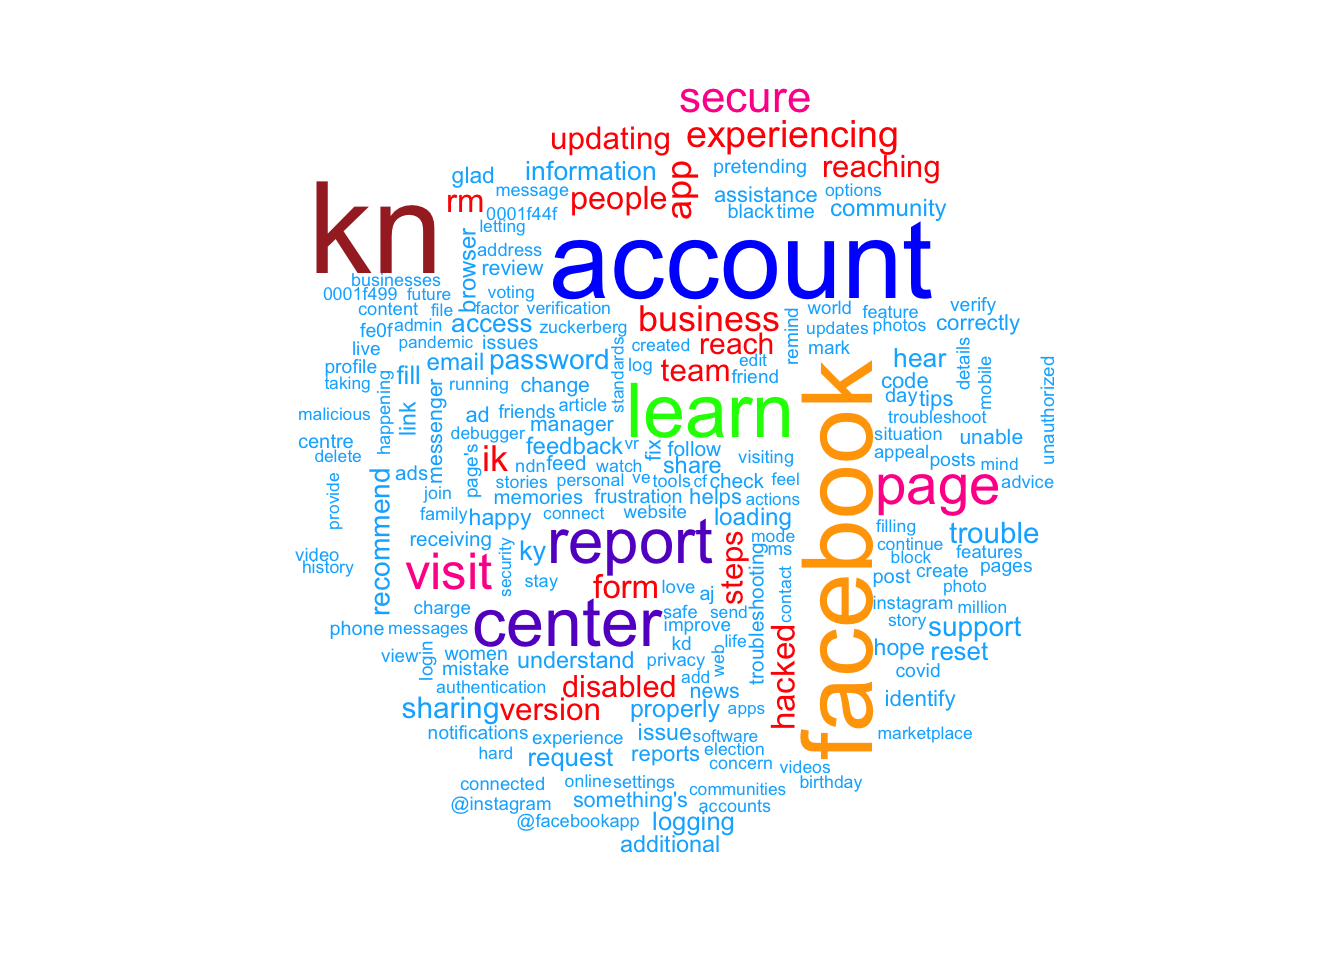 secure
updating experiencing
glad information app pretending reaching
rm message people assistance options
0001f44f black time community
kn
letting
account
browser address
review
businesses
0001f499 future voting
content file factor verification business world feature verify
fe0f admin access zuckerberg remind updates photos correctly
live pandemic issues created reach mark
profile email password standards log team edit hear details mobile unauthorized
taking fill running change friend code
learn
facebook
day tips
malicious happening link messenger ad friends article troubleshoot
debugger manager situation unable
centre page's feedback vr fix follow appeal
delete ik ndn feed watch share visiting posts mind
ads stories personal ve tools cf check feel page advice
provide recommend join memories frustration helps actions
family happy connect website loading filling trouble
receiving ky report steps mode continue features
video visit ms block pages
history security stay form love aj troubleshooting contact post create photo
charge center safe send instagram million
phone messages improve story support
view login women kd life hacked hope reset
mistake understand privacy web covid
authentication disabled add news identify
sharing version properly apps
notifications experience issue software marketplace
hard request reports election
concern videos
connected online settings communities birthday
@instagram something's accounts
@facebookapp logging
additional